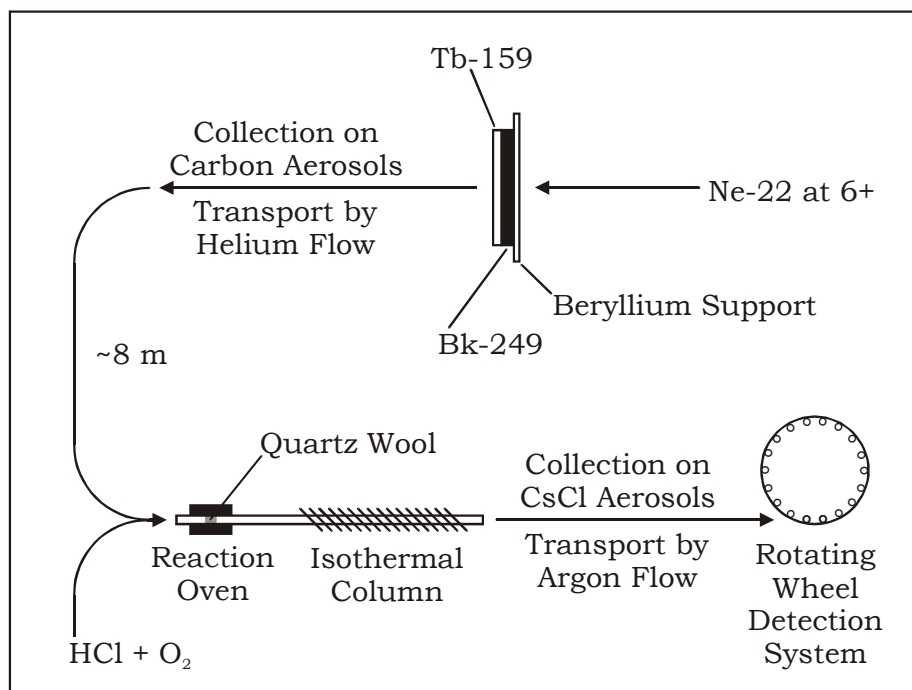 Tb-159
Collection on
Carbon Aerosols
Transport by
Helium Flow
Ne-22 at 6+
Beryllium Support
Bk-249
~8 m
Quartz Wool
Reaction
Oven
Isothermal
Column
Collection on
CsCl Aerosols
Transport by
Argon Flow
Rotating
Wheel
Detection
System
HCl + O₂